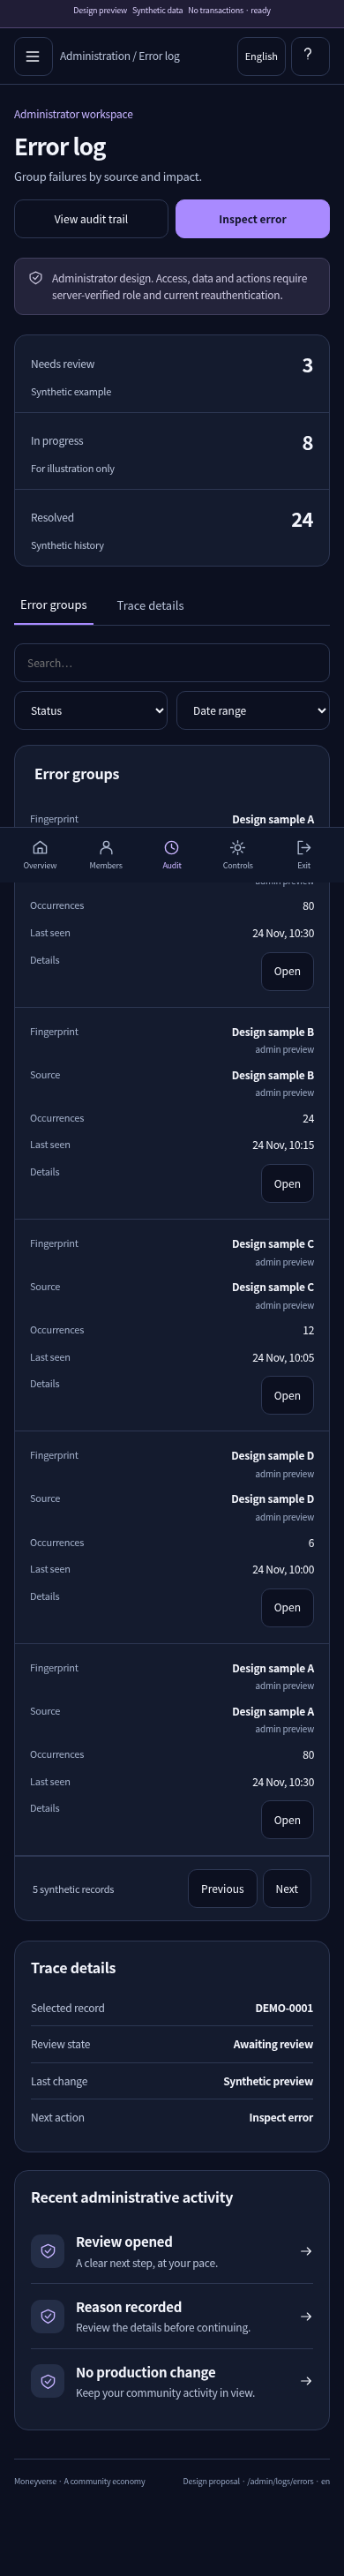 Design preview Synthetic data No transactions · ready
Administration / Error log
English
?
Administrator workspace
Error log
Group failures by source and impact.
View audit trail
Inspect error
Administrator design. Access, data and actions require
server-verified role and current reauthentication.
Needs review
3
Synthetic example
In progress
8
For illustration only
Resolved
24
Synthetic history
Error groups
Trace details
Search…
Status
Date range
Error groups
Fingerprint
Design sample A
Overview
Members
Audit
Controls
Exit
Occurrences
80
Last seen
24 Nov, 10:30
Details
Open
Fingerprint
Design sample B
admin preview
Source
Design sample B
admin preview
Occurrences
24
Last seen
24 Nov, 10:15
Details
Open
Fingerprint
Design sample C
admin preview
Source
Design sample C
admin preview
Occurrences
12
Last seen
24 Nov, 10:05
Details
Open
Fingerprint
Design sample D
admin preview
Source
Design sample D
admin preview
Occurrences
6
Last seen
24 Nov, 10:00
Details
Open
Fingerprint
Design sample A
admin preview
Source
Design sample A
admin preview
Occurrences
80
Last seen
24 Nov, 10:30
Details
Open
5 synthetic records
Previous
Next
Trace details
Selected record
DEMO-0001
Review state
Awaiting review
Last change
Synthetic preview
Next action
Inspect error
Recent administrative activity
Review opened
A clear next step, at your pace.
Reason recorded
Review the details before continuing.
No production change
Keep your community activity in view.
Moneyverse · A community economy
Design proposal · /admin/logs/errors · en